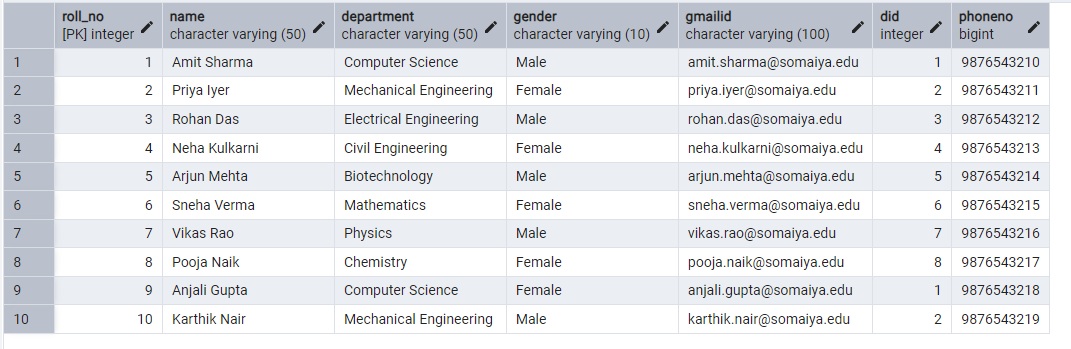 roll_no name department gender gmailid did phoneno
[PK] integer character varying (50) character varying (50) character varying (10) character varying (100) integer bigint
1 1 Amit Sharma Computer Science Male amit.sharma@somaiya.edu 1 9876543210
2 2 Priya Iyer Mechanical Engineering Female priya.iyer@somaiya.edu 2 9876543211
3 3 Rohan Das Electrical Engineering Male rohan.das@somaiya.edu 3 9876543212
4 4 Neha Kulkarni Civil Engineering Female neha.kulkarni@somaiya.edu 4 9876543213
5 5 Arjun Mehta Biotechnology Male arjun.mehta@somaiya.edu 5 9876543214
6 6 Sneha Verma Mathematics Female sneha.verma@somaiya.edu 6 9876543215
7 7 Vikas Rao Physics Male vikas.rao@somaiya.edu 7 9876543216
8 8 Pooja Naik Chemistry Female pooja.naik@somaiya.edu 8 9876543217
9 9 Anjali Gupta Computer Science Female anjali.gupta@somaiya.edu 1 9876543218
10 10 Karthik Nair Mechanical Engineering Male karthik.nair@somaiya.edu 2 9876543219